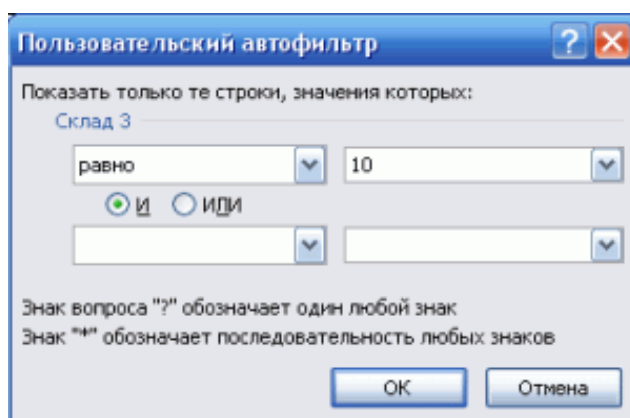 Пользовательский автофильтр
Показать только те строки, значения которых:
Склад 3
равно 10
И ИЛИ
Знак вопроса "?" обозначает один любой знак
Знак "*" обозначает последовательность любых знаков
ОК Отмена